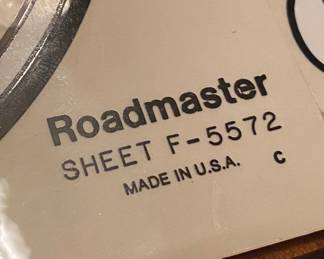 Roadmaster
SHEET F-5572
MADE IN U.S.A. C